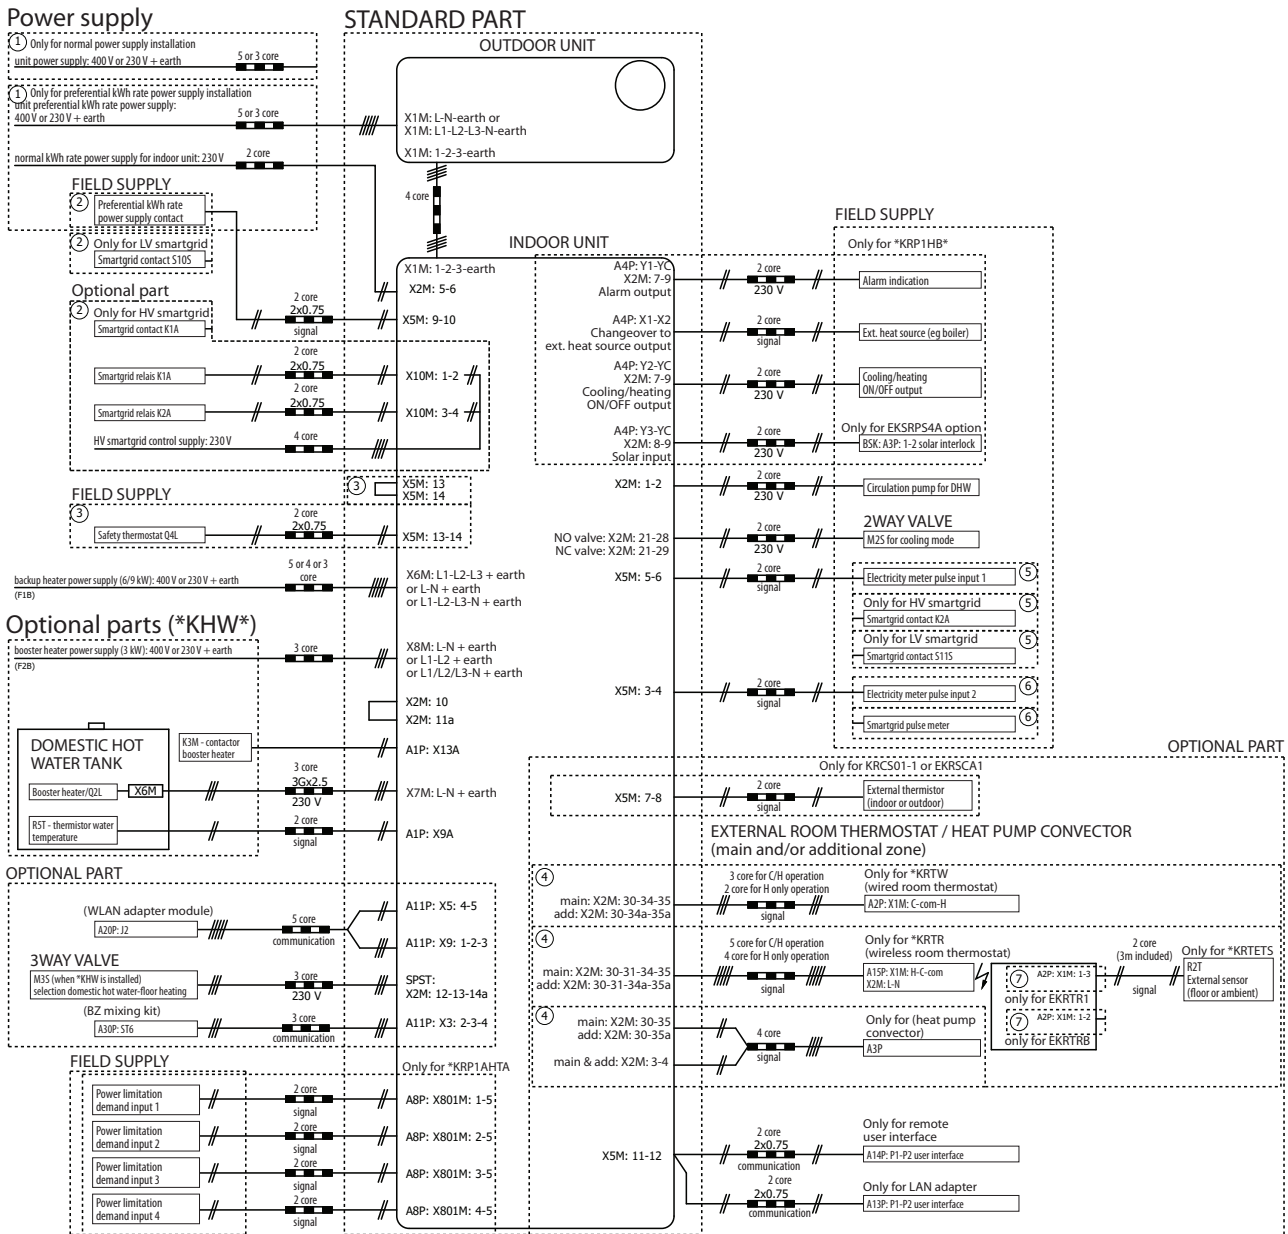 Power supply
1 Only for normal power supply installation
unit power supply: 400 V or 230 V + earth
5 or 3 core
1 Only for preferential kWh rate power supply installation
unit preferential kWh rate power supply:
400 V or 230 V + earth
5 or 3 core
normal kWh rate power supply for indoor unit: 230 V
2 core
FIELD SUPPLY
2 Preferential kWh rate
power supply contact
2 Only for LV smartgrid
Smartgrid contact S10S
Optional part
2 Only for HV smartgrid
Smartgrid contact K1A
2 core
2x0.75
signal
Smartgrid relais K1A
2 core
2x0.75
Smartgrid relais K2A
2 core
2x0.75
HV smartgrid control supply: 230 V
4 core
FIELD SUPPLY
3
Safety thermostat Q4L
2 core
2x0.75
backup heater power supply (6/9 kW): 400 V or 230 V + earth
(F1B)
5 or 4 or 3
core
Optional parts (*KHW*)
booster heater power supply (3 kW): 400 V or 230 V + earth
(F2B)
3 core
DOMESTIC HOT
WATER TANK
K3M - contactor
booster heater
Booster heater/Q2L
X6M
3 core
3Gx2.5
230 V
R5T - thermistor water
temperature
2 core
signal
OPTIONAL PART
(WLAN adapter module)
A20P: J2
5 core
communication
3WAY VALVE
M3S (when *KHW is installed)
selection domestic hot water-floor heating
3 core
230 V
(BZ mixing kit)
A30P: ST6
3 core
communication
FIELD SUPPLY
Power limitation
demand input 1
2 core
signal
Power limitation
demand input 2
2 core
signal
Power limitation
demand input 3
2 core
signal
Power limitation
demand input 4
2 core
signal
STANDARD PART
OUTDOOR UNIT
X1M: L-N-earth or
X1M: L1-L2-L3-N-earth
X1M: 1-2-3-earth
4 core
INDOOR UNIT
X1M: 1-2-3-earth
X2M: 5-6
X5M: 9-10
X10M: 1-2
X10M: 3-4
3
X5M: 13
X5M: 14
X5M: 13-14
X6M: L1-L2-L3 + earth
or L-N + earth
or L1-L2-L3-N + earth
X8M: L-N + earth
or L1-L2 + earth
or L1/L2/L3-N + earth
X2M: 10
X2M: 11a
A1P: X13A
X7M: L-N + earth
A1P: X9A
A11P: X5: 4-5
A11P: X9: 1-2-3
SPST:
X2M: 12-13-14a
A11P: X3: 2-3-4
Only for *KRP1AHTA
A8P: X801M: 1-5
A8P: X801M: 2-5
A8P: X801M: 3-5
A8P: X801M: 4-5
FIELD SUPPLY
Only for *KRP1HB*
A4P: Y1-YC
X2M: 7-9
Alarm output
2 core
230 V
Alarm indication
A4P: X1-X2
Changeover to
ext. heat source output
2 core
signal
Ext. heat source (eg boiler)
A4P: Y2-YC
X2M: 7-9
Cooling/heating
ON/OFF output
2 core
230 V
Cooling/heating
ON/OFF output
A4P: Y3-YC
X2M: 8-9
Solar input
2 core
230 V
Only for EKSRPS4A option
BSK: A3P: 1-2 solar interlock
X2M: 1-2
2 core
230 V
Circulation pump for DHW
2WAY VALVE
NO valve: X2M: 21-28
NC valve: X2M: 21-29
2 core
230 V
M2S for cooling mode
X5M: 5-6
2 core
signal
Electricity meter pulse input 1
5
Only for HV smartgrid
Smartgrid contact K2A
5
Only for LV smartgrid
Smartgrid contact S11S
5
X5M: 3-4
2 core
signal
Electricity meter pulse input 2
6
Smartgrid pulse meter
6
OPTIONAL PART
Only for KRCS01-1 or EKRSCA1
X5M: 7-8
2 core
signal
External thermistor
(indoor or outdoor)
EXTERNAL ROOM THERMOSTAT / HEAT PUMP CONVECTOR
(main and/or additional zone)
4
main: X2M: 30-34-35
add: X2M: 30-34a-35a
3 core for C/H operation
2 core for H only operation
signal
Only for *KRTW
(wired room thermostat)
A2P: X1M: C-com-H
4
main: X2M: 30-31-34-35
add: X2M: 30-31-34a-35a
5 core for C/H operation
4 core for H only operation
signal
Only for *KRTR
(wireless room thermostat)
A15P: X1M: H-C-com
X2M: L-N
7 A2P: X1M: 1-3
only for EKRTR1
7 A2P: X1M: 1-2
only for EKRTRB
2 core
(3m included)
signal
Only for *KRTETS
R2T
External sensor
(floor or ambient)
4
main: X2M: 30-35
add: X2M: 30-35a
main & add: X2M: 3-4
4 core
signal
Only for (heat pump
convector)
A3P
X5M: 11-12
2 core
2x0.75
communication
Only for remote
user interface
A14P: P1-P2 user interface
2 core
2x0.75
communication
Only for LAN adapter
A13P: P1-P2 user interface